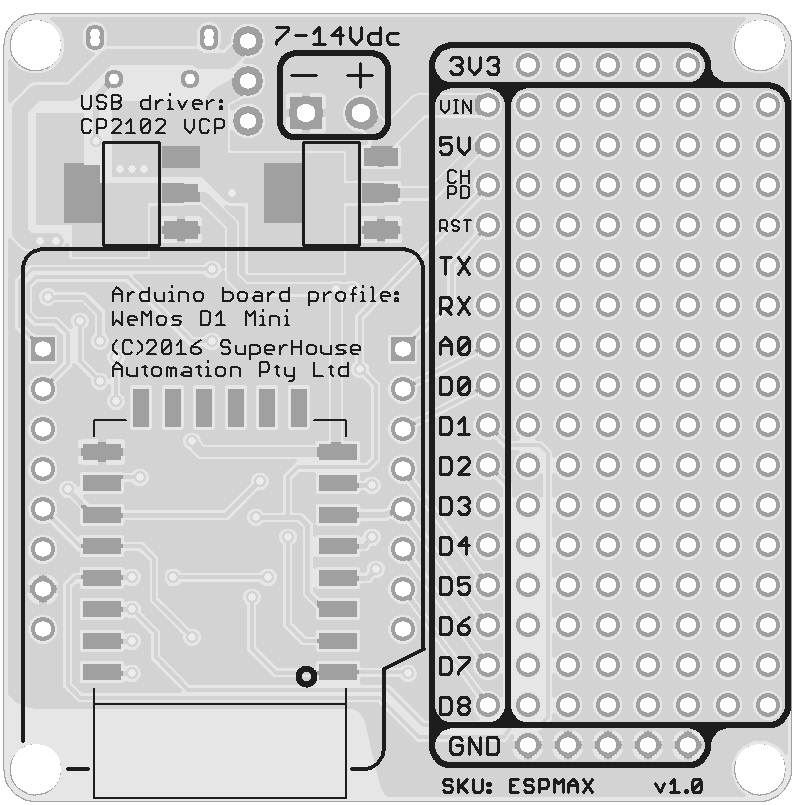 7-14Vdc
- +
USB driver:
CP2102 VCP
Arduino board profile:
WeMos D1 Mini
(C)2016 SuperHouse
Automation Pty Ltd
3V3
VIN
5V
CH
PD
RST
TX
RX
A0
D0
D1
D2
D3
D4
D5
D6
D7
D8
GND
SKU: ESPMAX v1.0